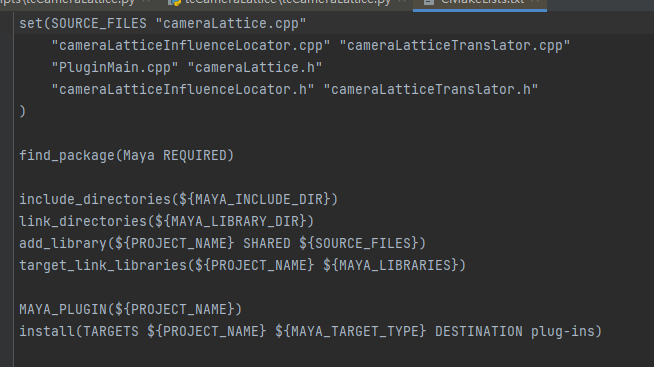 ipts\tcCameraLattice.py tcCameraLattice\tcCameraLattice.py CMakeLists.txt
set(SOURCE_FILES "cameraLattice.cpp"
"cameraLatticeInfluenceLocator.cpp" "cameraLatticeTranslator.cpp"
"PluginMain.cpp" "cameraLattice.h"
"cameraLatticeInfluenceLocator.h" "cameraLatticeTranslator.h"
)
find_package(Maya REQUIRED)
include_directories(${MAYA_INCLUDE_DIR})
link_directories(${MAYA_LIBRARY_DIR})
add_library(${PROJECT_NAME} SHARED ${SOURCE_FILES})
target_link_libraries(${PROJECT_NAME} ${MAYA_LIBRARIES})
MAYA_PLUGIN(${PROJECT_NAME})
install(TARGETS ${PROJECT_NAME} ${MAYA_TARGET_TYPE} DESTINATION plug-ins)